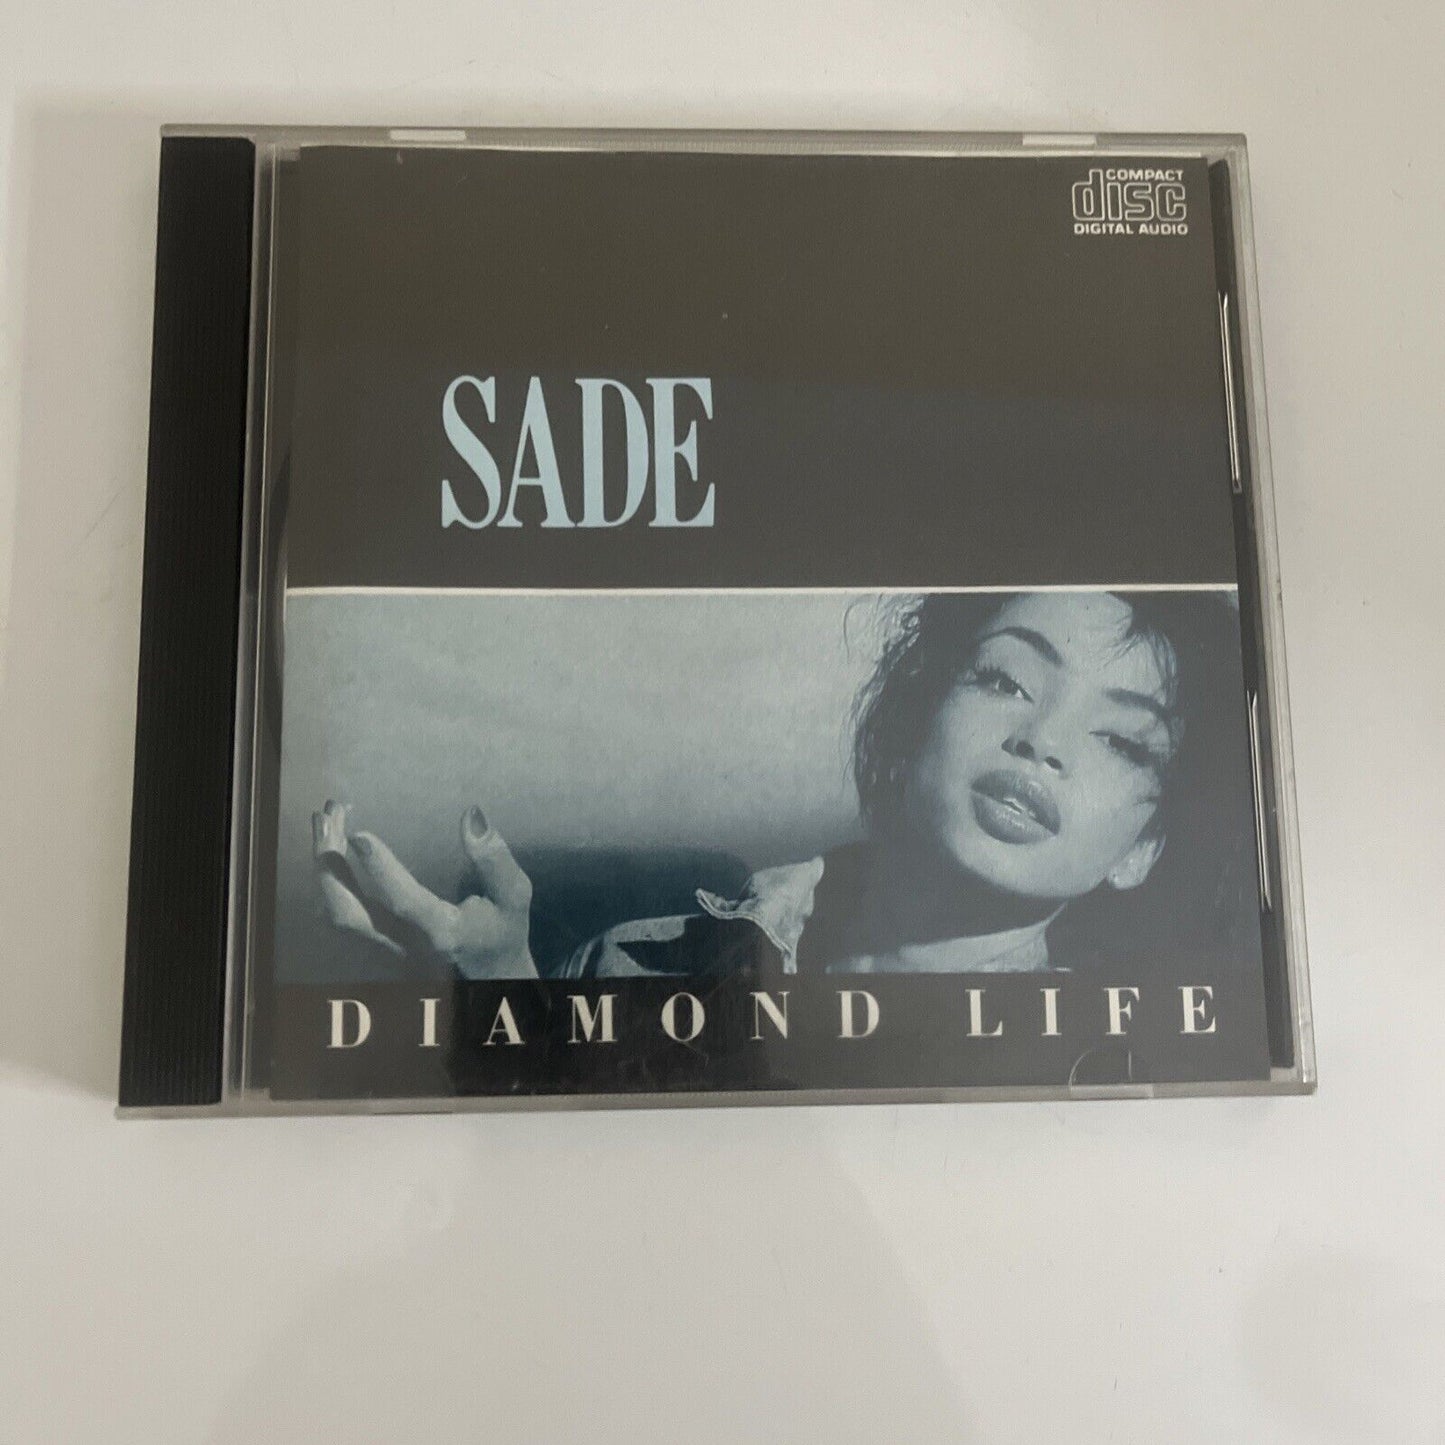 COMPACT
disc
DIGITAL AUDIO
SADE
DIAMOND LIFE